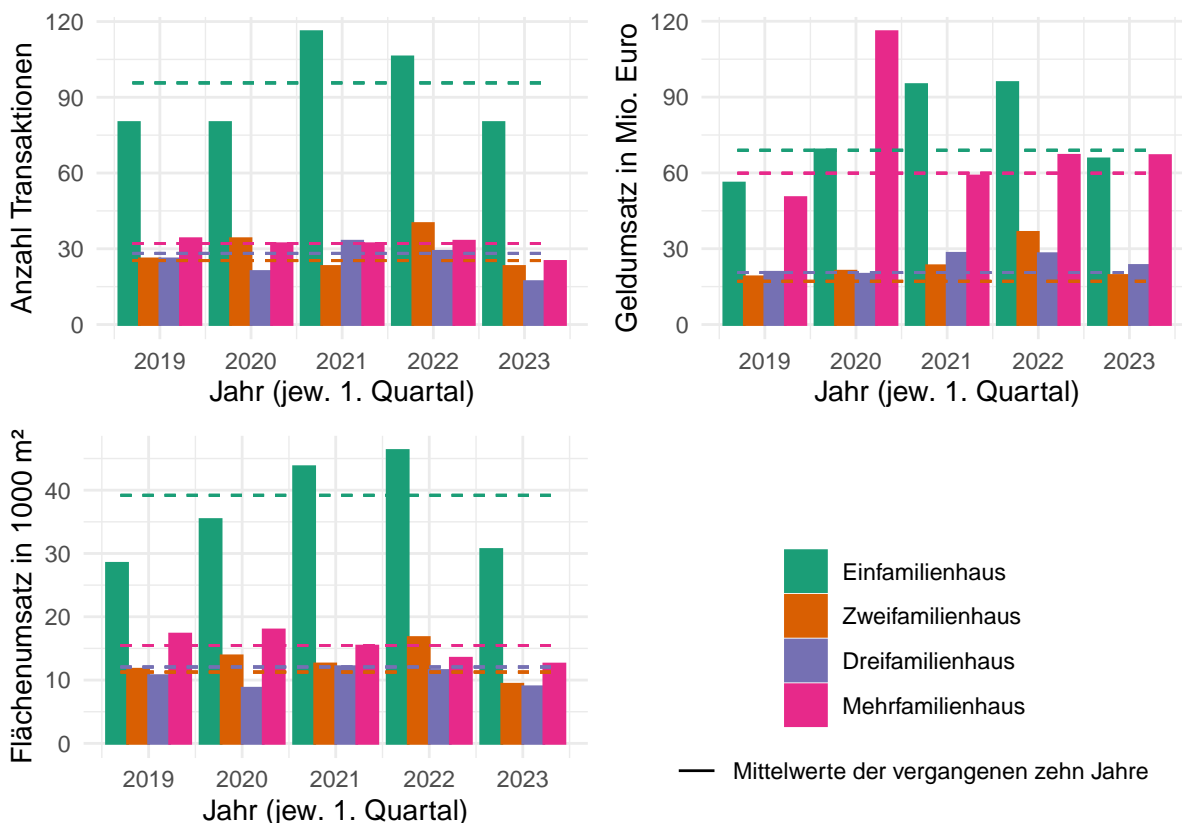 Anzahl Transaktionen
120
90
60
30
0
2019 2020 2021 2022 2023
Jahr (jew. 1. Quartal)
Geldumsatz in Mio. Euro
120
90
60
30
0
2019 2020 2021 2022 2023
Jahr (jew. 1. Quartal)
Flächenumsatz in 1000 m²
40
30
20
10
0
2019 2020 2021 2022 2023
Jahr (jew. 1. Quartal)
Einfamilienhaus
Zweifamilienhaus
Dreifamilienhaus
Mehrfamilienhaus
Mittelwerte der vergangenen zehn Jahre